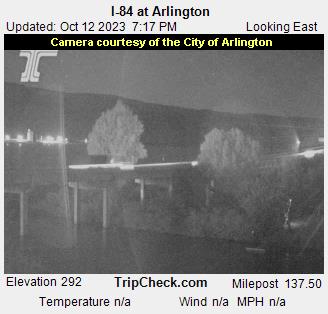 I-84 at Arlington
Updated: Oct 12 2023 7:17 PM Looking East
Camera courtesy of the City of Arlington
Elevation 292 TripCheck.com Milepost 137.50
Temperature n/a Wind n/a MPH n/a